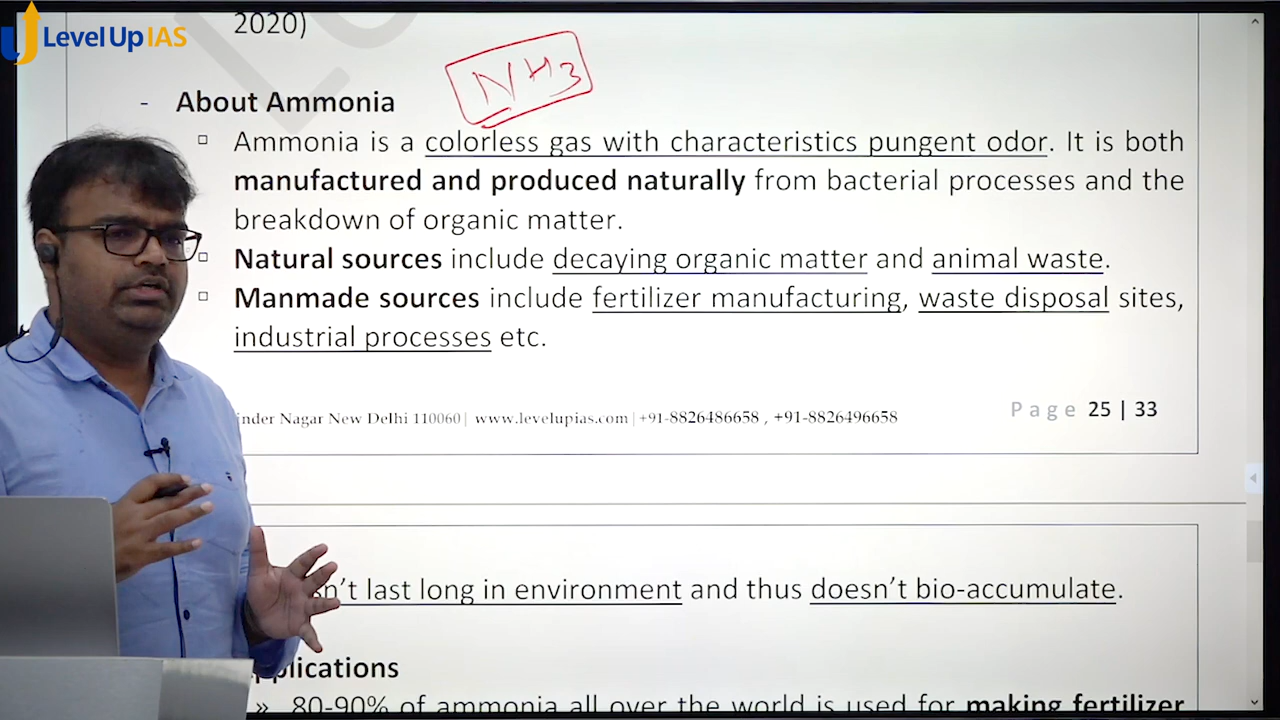 Level Up IAS
2020)
NH3
- About Ammonia
Ammonia is a colorless gas with characteristics pungent odor. It is both
manufactured and produced naturally from bacterial processes and the
breakdown of organic matter.
Natural sources include decaying organic matter and animal waste.
Manmade sources include fertilizer manufacturing, waste disposal sites,
industrial processes etc.
Nagar New Delhi 110060| www.levelupias.com | +91-8826486658 , +91-8826496658
Page 25 | 33
last long in environment and thus doesn't bio-accumulate.
» 80-90% of ammonia all over the world is used for making fertilizer